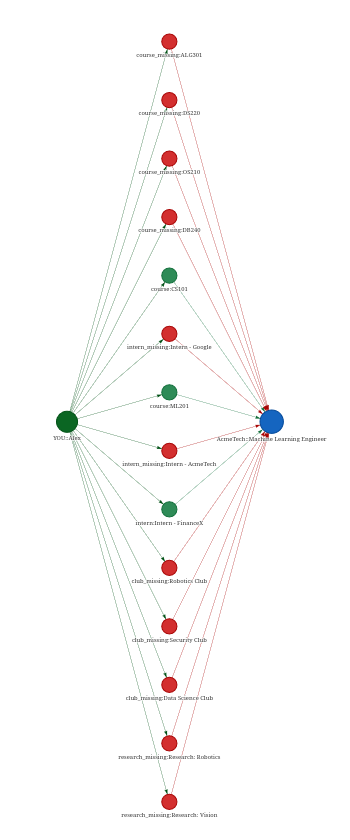 course_missing:ALG301
course_missing:DS220
course_missing:OS210
course_missing:DB240
course:CS101
intern_missing:Intern - Google
course:ML201
YOU::Alex
AcmeTech::Machine Learning Engineer
intern_missing:Intern - AcmeTech
intern:Intern - FinanceX
club_missing:Robotics Club
club_missing:Security Club
club_missing:Data Science Club
research_missing:Research: Robotics
research_missing:Research: Vision